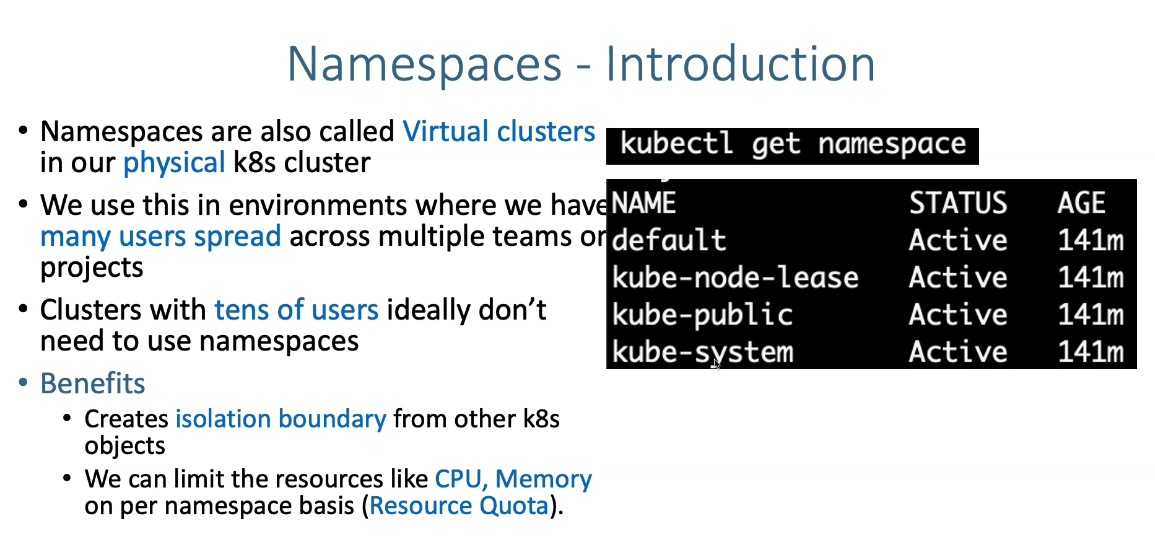 Namespaces - Introduction
• Namespaces are also called Virtual clusters
in our physical k8s cluster
• We use this in environments where we have
many users spread across multiple teams or
projects
• Clusters with tens of users ideally don’t
need to use namespaces
• Benefits
• Creates isolation boundary from other k8s
objects
• We can limit the resources like CPU, Memory
on per namespace basis (Resource Quota).
kubectl get namespace
NAME STATUS AGE
default Active 141m
kube-node-lease Active 141m
kube-public Active 141m
kube-system Active 141m